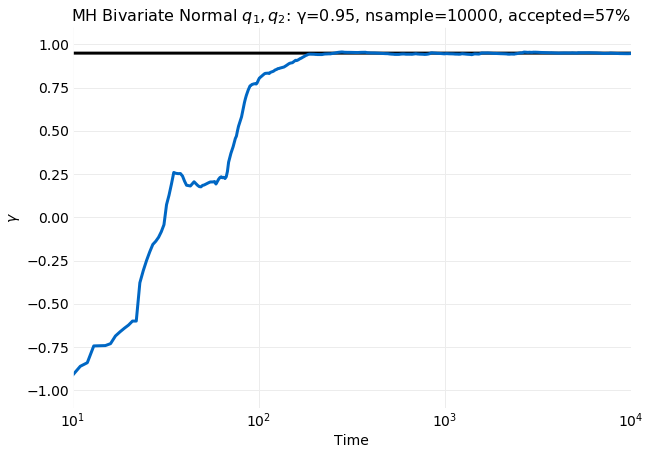 MH Bivariate Normal q₁, q₂: γ=0.95, nsample=10000, accepted=57%
1.00
0.75
0.50
0.25
0.00
−0.25
−0.50
−0.75
−1.00
γ
10¹ 10² 10³ 10⁴
Time